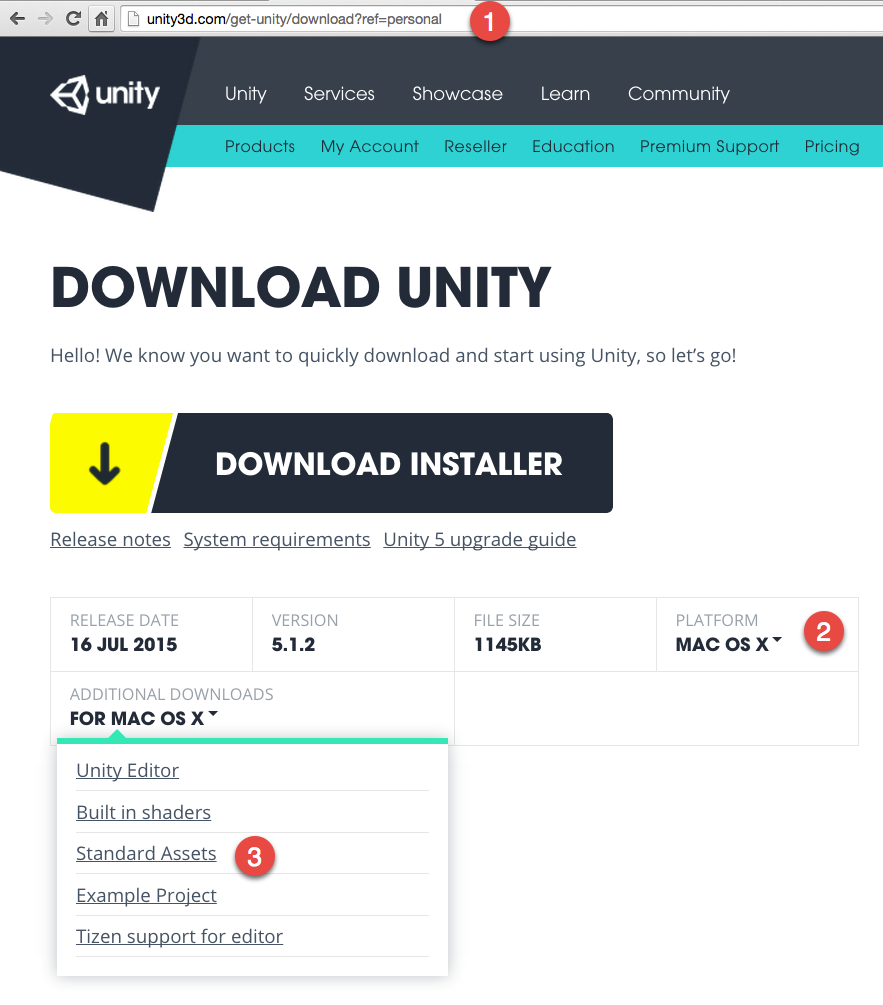 unity3d.com/get-unity/download?ref=personal 1
unity
Unity Services Showcase Learn Community
Products My Account Reseller Education Premium Support Pricing
DOWNLOAD UNITY
Hello! We know you want to quickly download and start using Unity, so let's go!
DOWNLOAD INSTALLER
Release notes System requirements Unity 5 upgrade guide
RELEASE DATE VERSION FILE SIZE PLATFORM
16 JUL 2015 5.1.2 1145KB MAC OS X 2
ADDITIONAL DOWNLOADS
FOR MAC OS X
Unity Editor
Built in shaders
Standard Assets 3
Example Project
Tizen support for editor